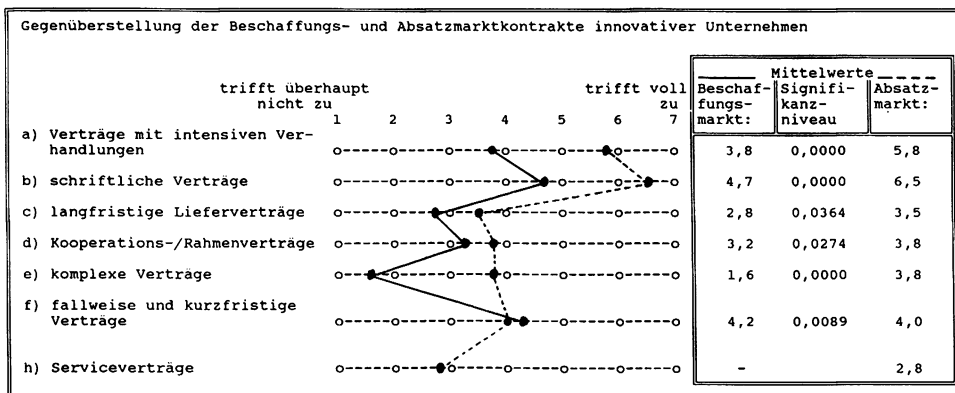 Gegenüberstellung der Beschaffungs- und Absatzmarktkontrakte innovativer Unternehmen
trifft überhaupt nicht zu
trifft voll zu
1 2 3 4 5 6 7
Mittelwerte
Beschaf-fungs-markt: Signifi-kanz-niveau Absatz-markt:
a) Verträge mit intensiven Ver-
handlungen 3,8 0,0000 5,8
b) schriftliche Verträge 4,7 0,0000 6,5
c) langfristige Lieferverträge 2,8 0,0364 3,5
d) Kooperations-/Rahmenverträge 3,2 0,0274 3,8
e) komplexe Verträge 1,6 0,0000 3,8
f) fallweise und kurzfristige
Verträge 4,2 0,0089 4,0
h) Serviceverträge - 2,8